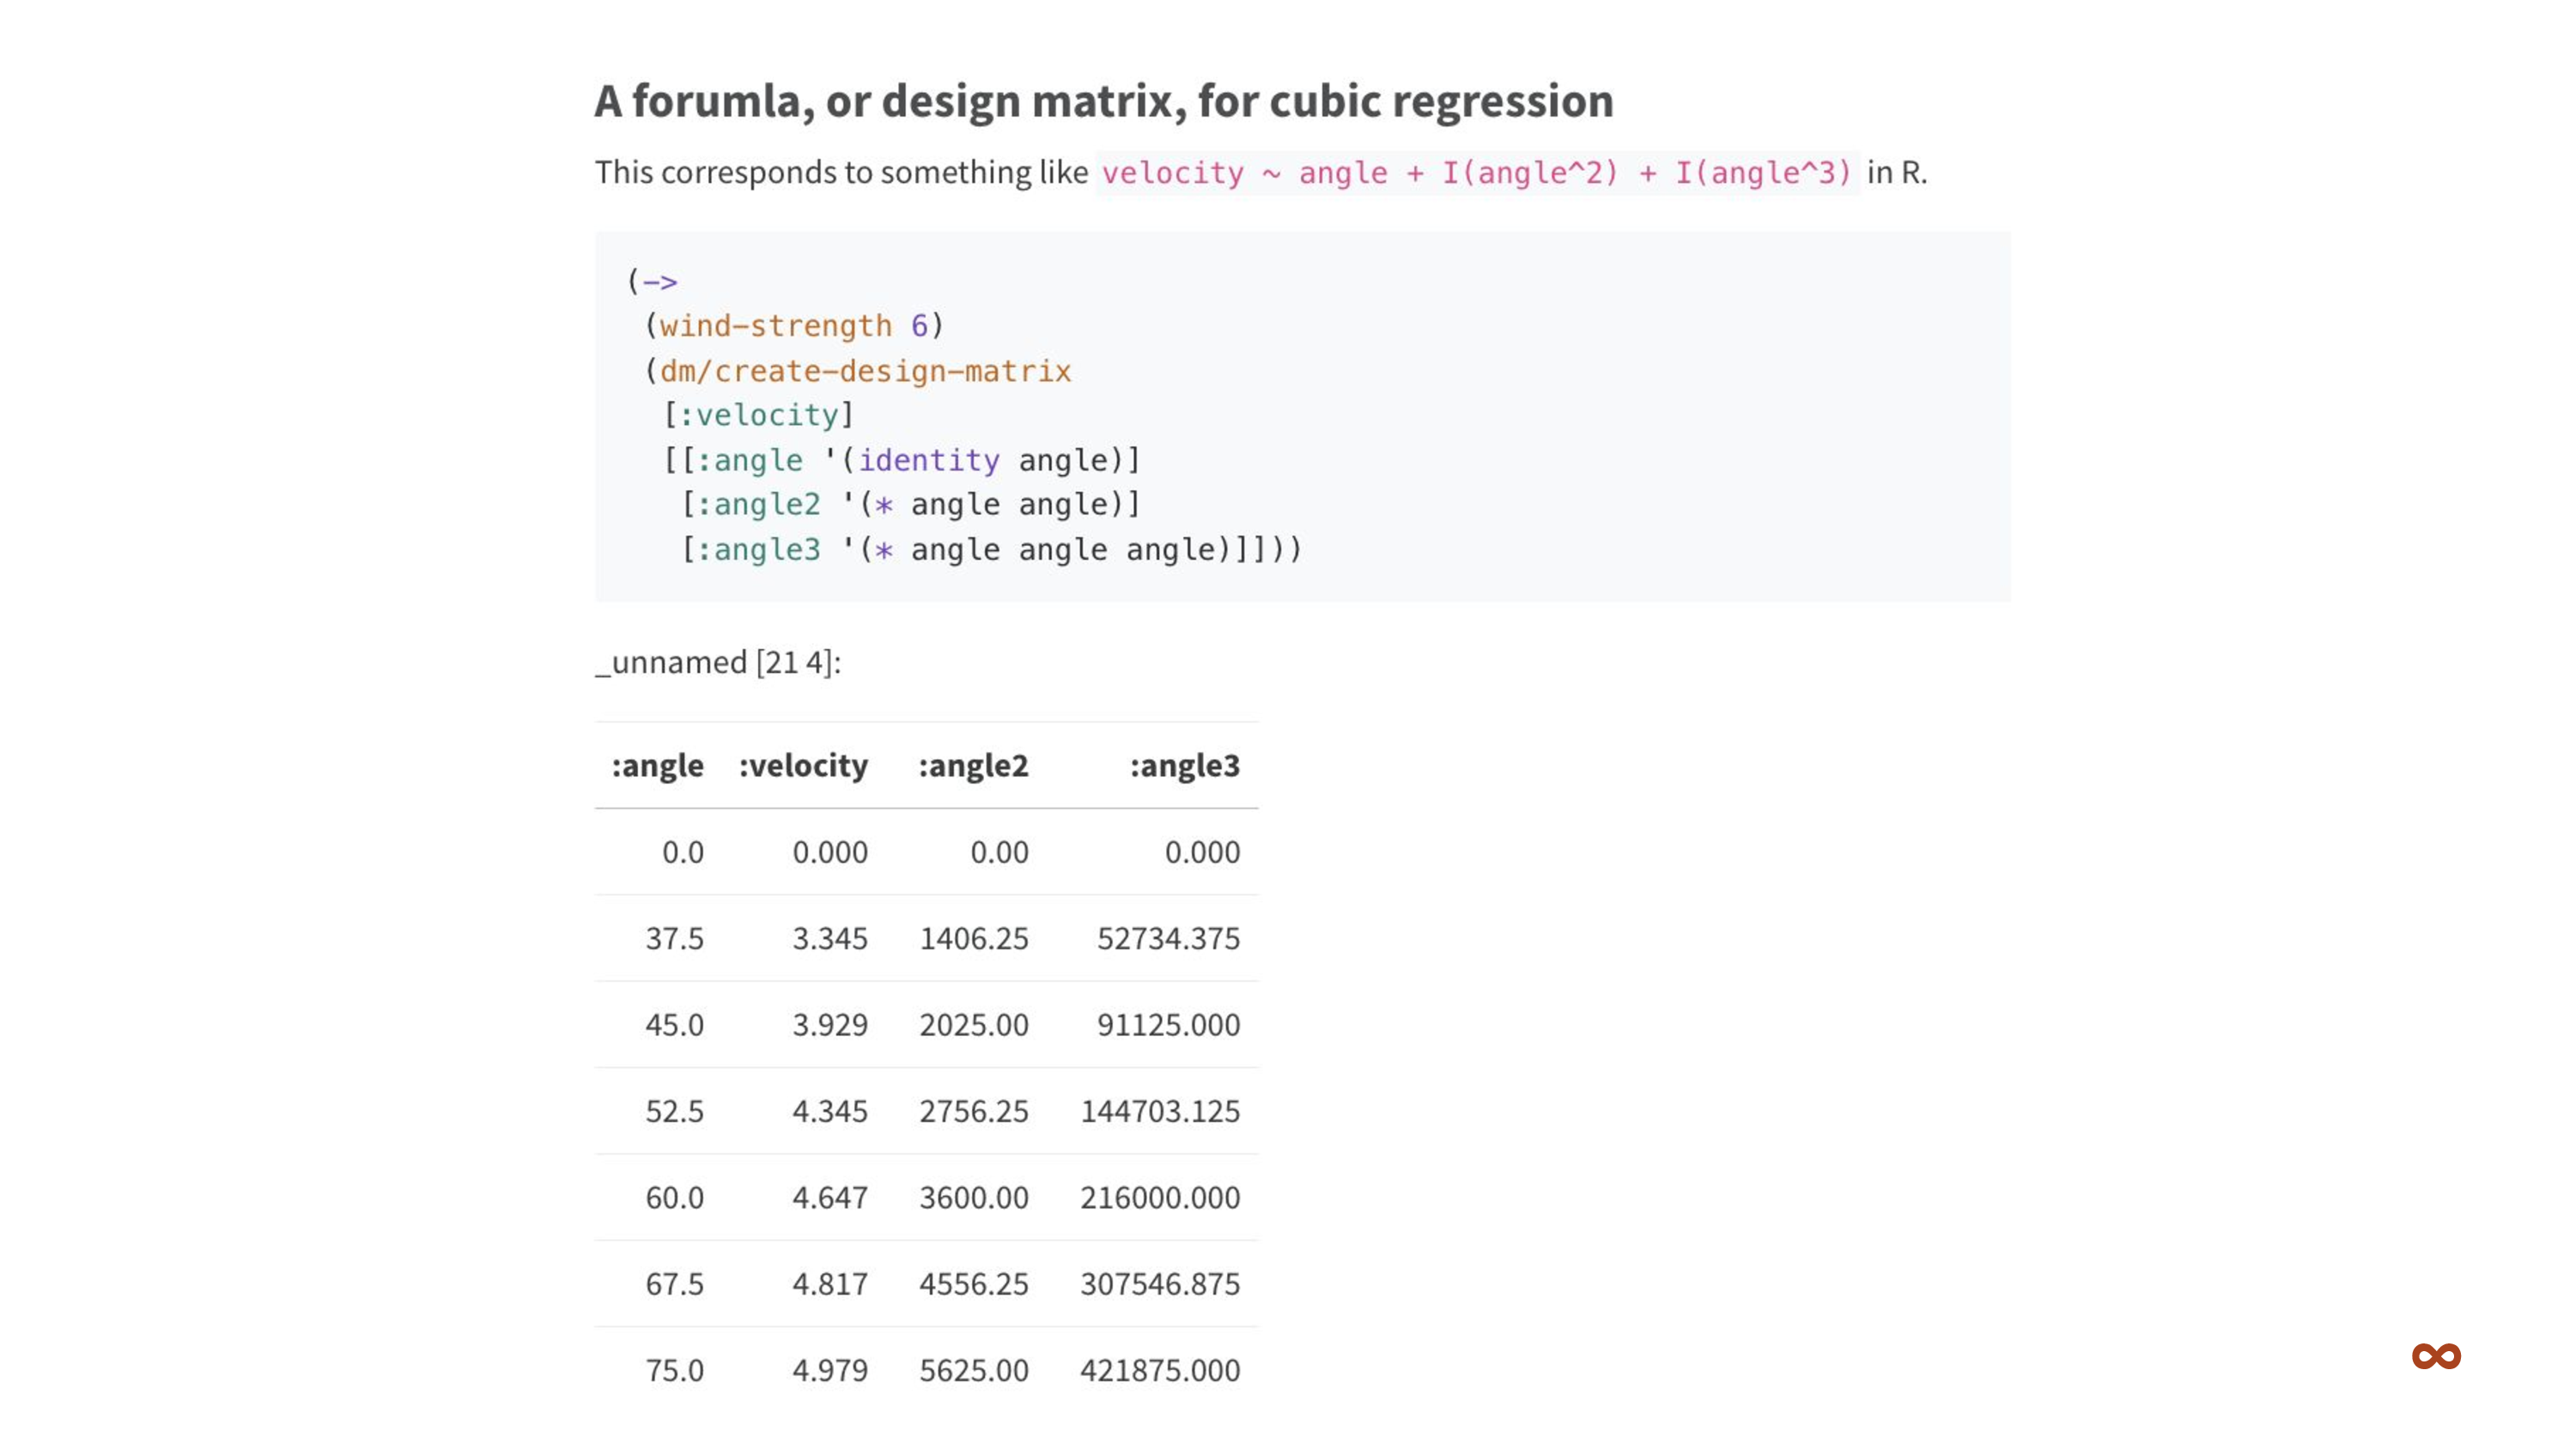 A forumla, or design matrix, for cubic regression
This corresponds to something like velocity ~ angle + I(angle^2) + I(angle^3) in R.
(->
(wind-strength 6)
(dm/create-design-matrix
[:velocity]
[[:angle '(identity angle)]
[:angle2 '(* angle angle)]
[:angle3 '(* angle angle angle)]]))
_unnamed [21 4]:
:angle :velocity :angle2 :angle3
0.0 0.000 0.00 0.000
37.5 3.345 1406.25 52734.375
45.0 3.929 2025.00 91125.000
52.5 4.345 2756.25 144703.125
60.0 4.647 3600.00 216000.000
67.5 4.817 4556.25 307546.875
75.0 4.979 5625.00 421875.000